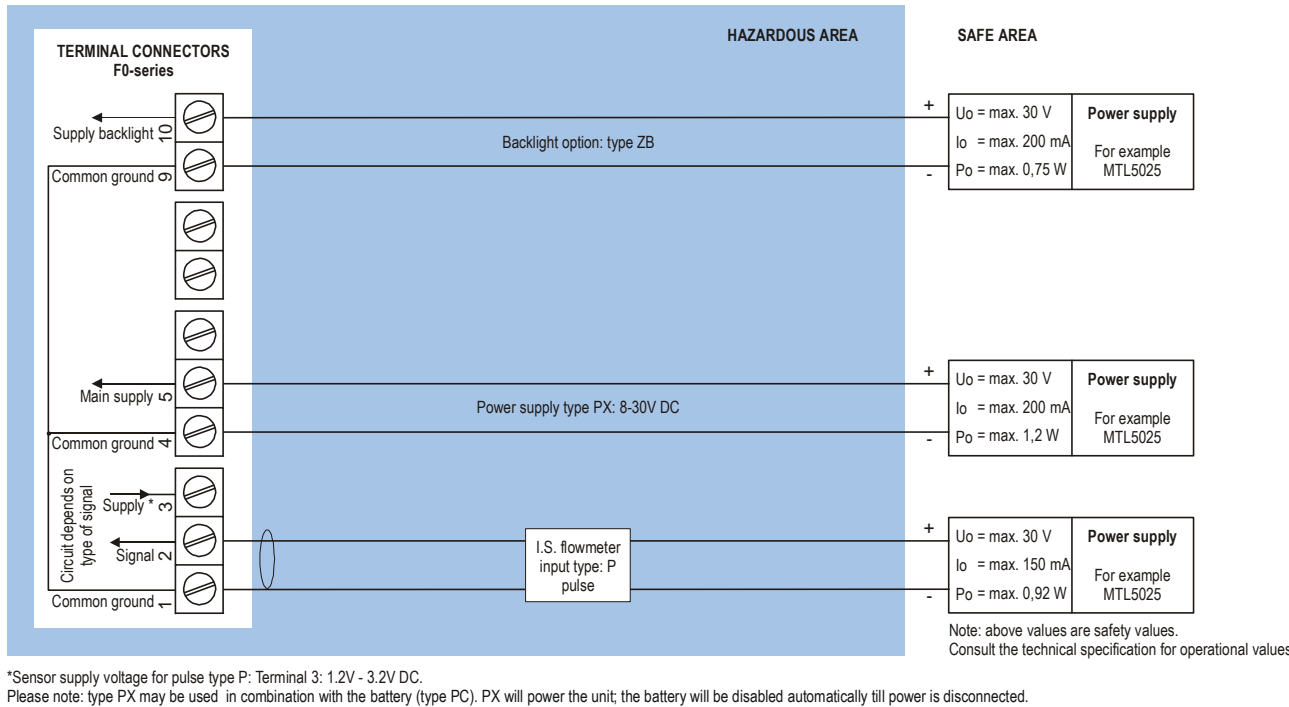 HAZARDOUS AREA
SAFE AREA
TERMINAL CONNECTORS
F0-series
Supply backlight 10
Common ground 9
Backlight option: type ZB
+
-
Uo = max. 30 V
Io = max. 200 mA
Po = max. 0,75 W
Power supply
For example
MTL5025
Main supply 5
Common ground 4
Power supply type PX: 8-30V DC
+
-
Uo = max. 30 V
Io = max. 200 mA
Po = max. 1,2 W
Power supply
For example
MTL5025
Circuit depends on
type of signal
Supply * 3
Signal 2
Common ground 1
I.S. flowmeter
input type: P
pulse
+
-
Uo = max. 30 V
Io = max. 150 mA
Po = max. 0,92 W
Power supply
For example
MTL5025
Note: above values are safety values.
Consult the technical specification for operational values
*Sensor supply voltage for pulse type P: Terminal 3: 1.2V - 3.2V DC.
Please note: type PX may be used in combination with the battery (type PC). PX will power the unit; the battery will be disabled automatically till power is disconnected.